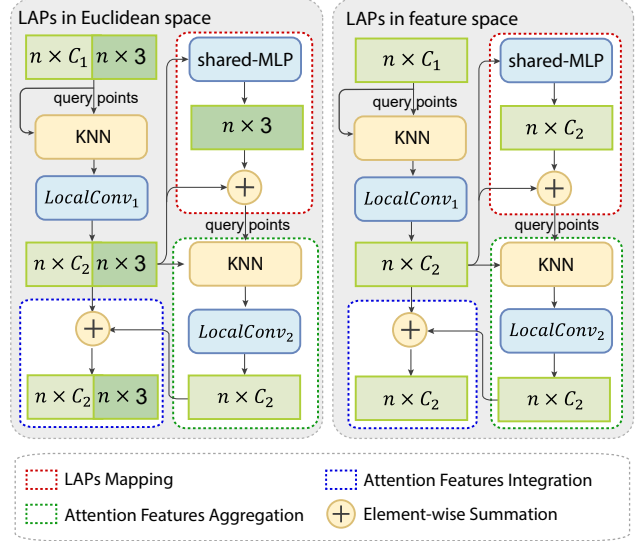 LAPs in Euclidean space
n × C₁ n × 3
query points
KNN
LocalConv₁
n × C₂ n × 3
n × C₂ n × 3
shared-MLP
n × 3
query points
KNN
LocalConv₂
n × C₂
LAPs in feature space
n × C₁
query points
KNN
LocalConv₁
n × C₂
n × C₂
shared-MLP
n × C₂
query points
KNN
LocalConv₂
n × C₂
LAPs Mapping
Attention Features Integration
Attention Features Aggregation
Element-wise Summation